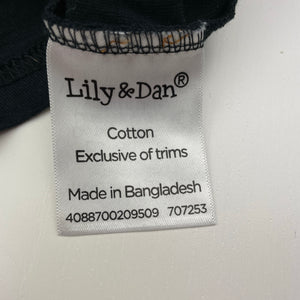 Lily & Dan®
Cotton
Exclusive of trims
Made in Bangladesh
4088700209509 707253